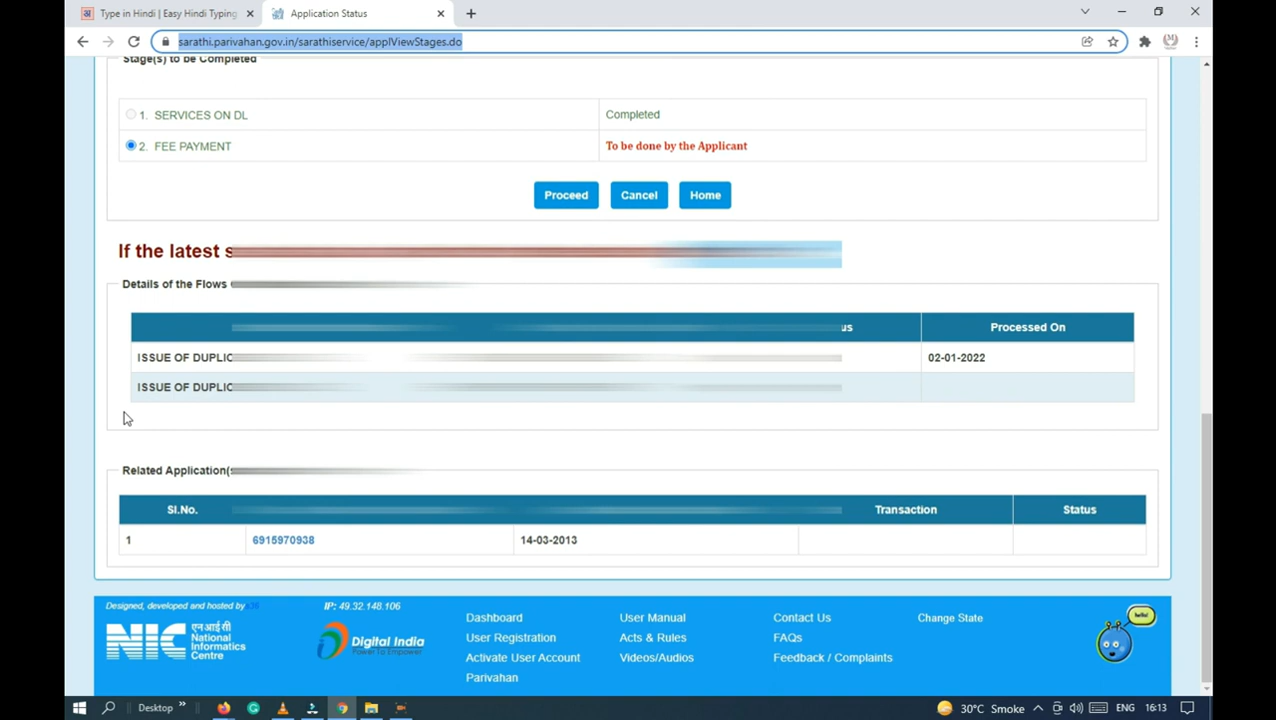 Type in Hindi | Easy Hindi Typing
Application Status
sarathi.parivahan.gov.in/sarathiservice/applViewStages.do
Stage(s) to be Completed
1. SERVICES ON DL Completed
2. FEE PAYMENT To be done by the Applicant
Proceed Cancel Home
If the latest
Details of the Flows
Processed On
ISSUE OF 02-01-2022
ISSUE OF
Related
Sl.No. Transaction Status
1 6915970938 14-03-2013
Designed, developed and hosted by
IP: 49.32.148.106
NIC
एन आई सी
National
Informatics
Centre
Digital India
Power To Empower
Dashboard User Manual Contact Us Change State
User Registration Acts & Rules FAQs
Activate User Account Videos/Audios Feedback / Complaints
Parivahan
hello!
Desktop 30°C Smoke ENG 16:13